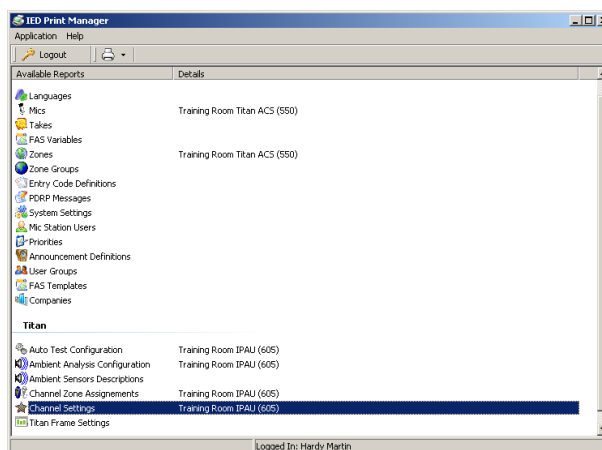 IED Print Manager
Application Help
Logout
Available Reports Details
Languages
Mics Training Room Titan ACS (550)
Takes
FAS Variables
Zones Training Room Titan ACS (550)
Zone Groups
Entry Code Definitions
PDRP Messages
System Settings
Mic Station Users
Priorities
Announcement Definitions
User Groups
FAS Templates
Companies
Titan
Auto Test Configuration Training Room IPAU (605)
Ambient Analysis Configuration Training Room IPAU (605)
Ambient Sensors Descriptions
Channel Zone Assignements Training Room IPAU (605)
Channel Settings Training Room IPAU (605)
Titan Frame Settings
Logged In: Hardy Martin